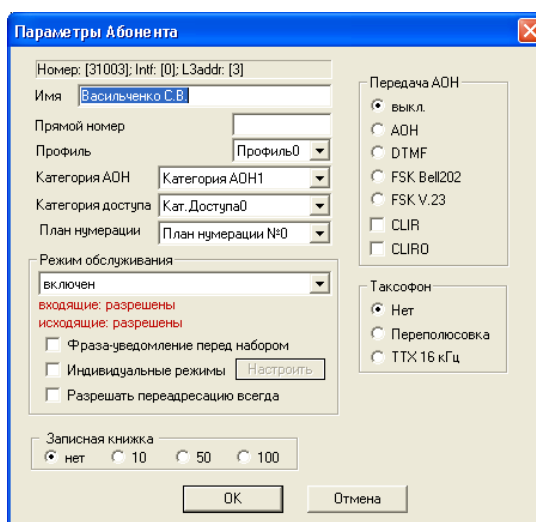 Параметры Абонента
Номер: [31003]; Intf: [0]; L3addr: [3]
Имя Васильченко С.В.
Прямой номер
Профиль Профиль0
Категория АОН Категория АОН1
Категория доступа Кат.Доступа0
План нумерации План нумерации №0
Режим обслуживания
включен
входящие: разрешены
исходящие: разрешены
Фраза-уведомление перед набором
Индивидуальные режимы Настроить
Разрешать переадресацию всегда
Записная книжка
нет 10 50 100
Передача АОН
выкл.
АОН
DTMF
FSK Bell202
FSK V.23
CLIR
CLIRO
Таксофон
Нет
Переполюсовка
ТТХ 16 кГц
OK Отмена